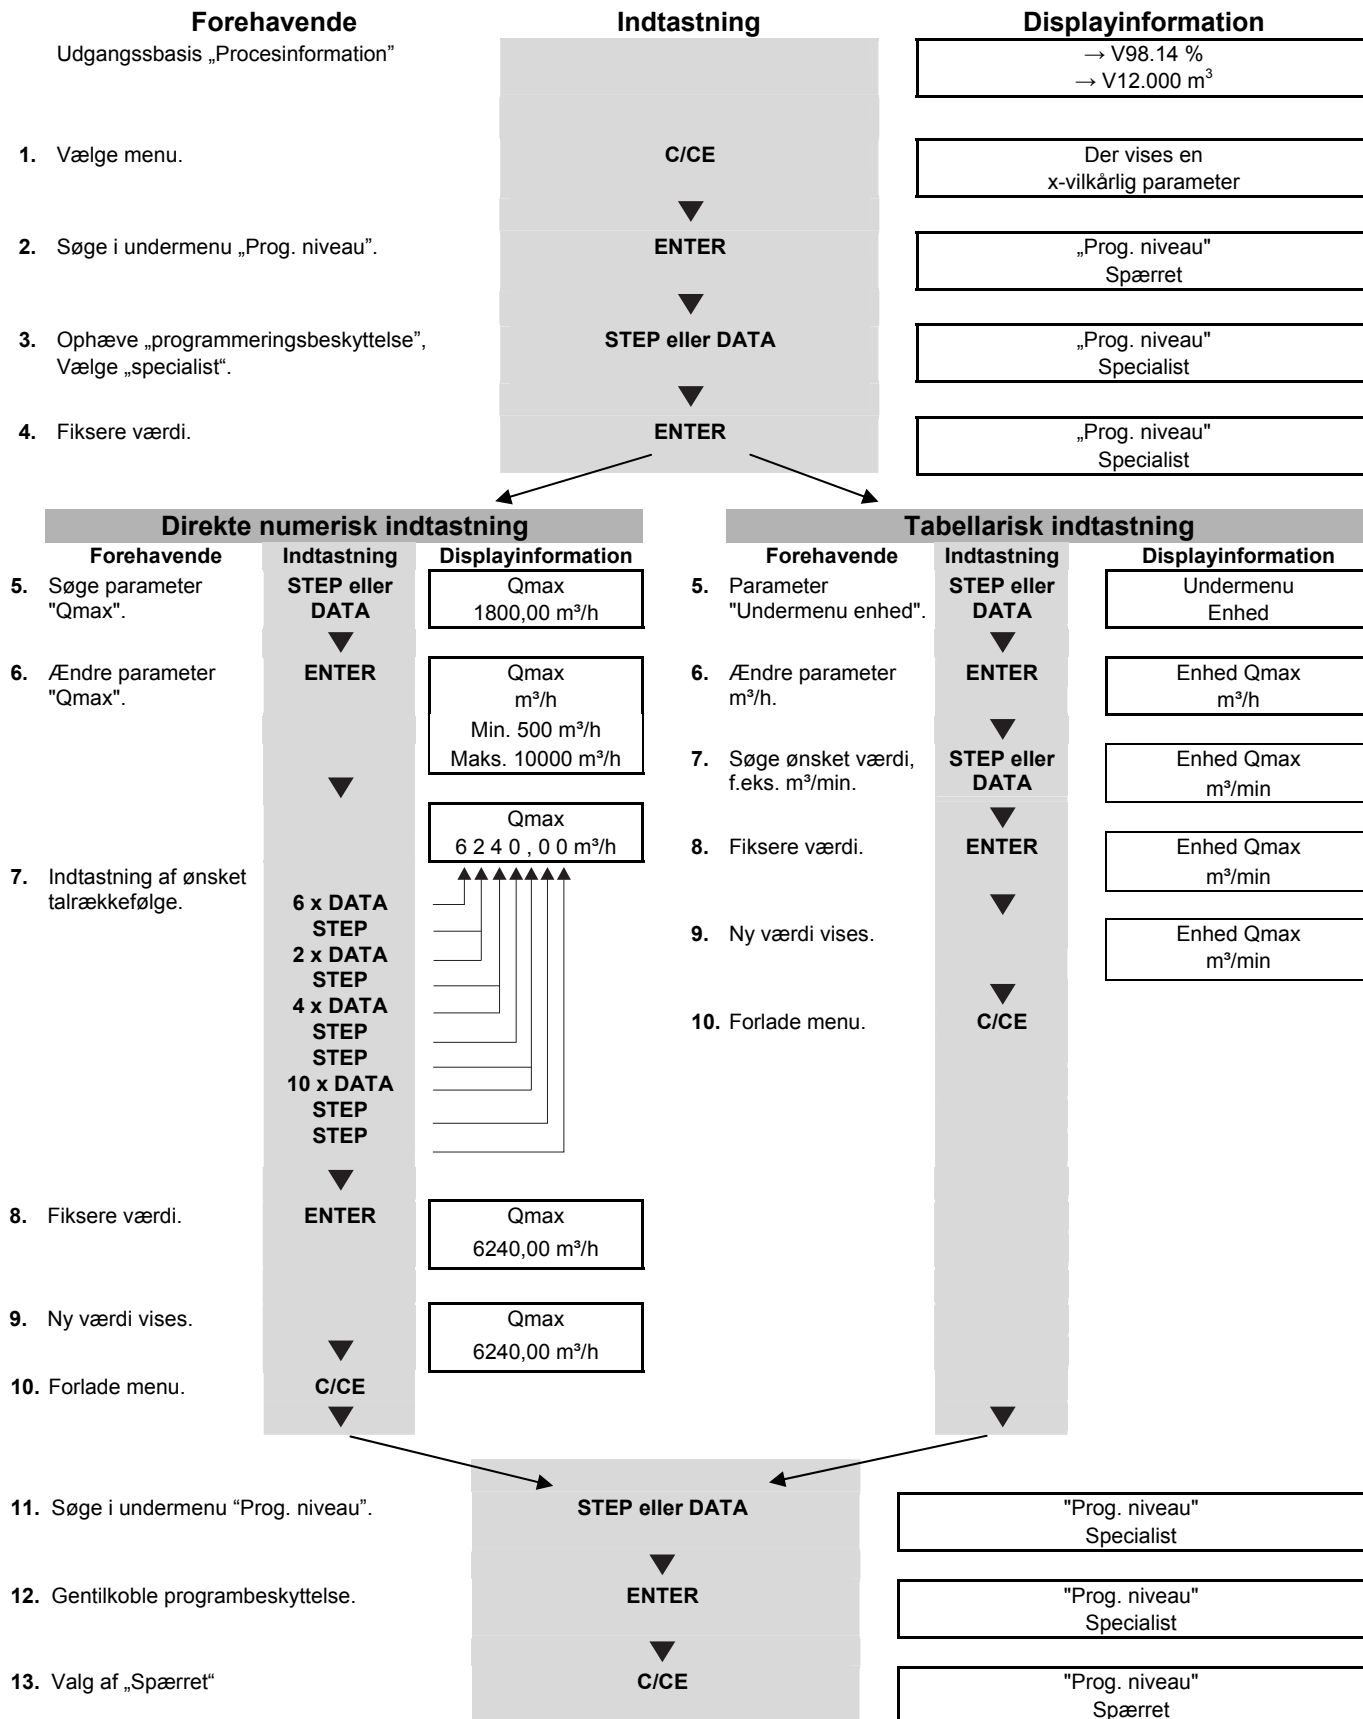 Forehavende Indtastning Displayinformation
Udgangssbasis „Procesinformation”
→ V98.14 %
→ V12.000 m³
1. Vælge menu. C/CE Der vises en
x-vilkårlig parameter
2. Søge i undermenu „Prog. niveau”. ENTER „Prog. niveau"
Spærret
3. Ophæve „programmeringsbeskyttelse”, STEP eller DATA „Prog. niveau"
Vælge „specialist“. Specialist
4. Fiksere værdi. ENTER „Prog. niveau"
Specialist
Direkte numerisk indtastning
Forehavende Indtastning Displayinformation
5. Søge parameter STEP eller Qmax
"Qmax". DATA 1800,00 m³/h
6. Ændre parameter ENTER Qmax
"Qmax". m³/h
Min. 500 m³/h
Maks. 10000 m³/h
Qmax
6 2 4 0 , 0 0 m³/h
7. Indtastning af ønsket
talrækkefølge.
6 x DATA
STEP
2 x DATA
STEP
4 x DATA
STEP
STEP
10 x DATA
STEP
STEP
8. Fiksere værdi. ENTER Qmax
6240,00 m³/h
9. Ny værdi vises. Qmax
6240,00 m³/h
10. Forlade menu. C/CE
Tabellarisk indtastning
Forehavende Indtastning Displayinformation
5. Parameter STEP eller Undermenu
"Undermenu enhed". DATA Enhed
6. Ændre parameter ENTER Enhed Qmax
m³/h. m³/h
7. Søge ønsket værdi, STEP eller Enhed Qmax
f.eks. m³/min. DATA m³/min
8. Fiksere værdi. ENTER Enhed Qmax
m³/min
9. Ny værdi vises. Enhed Qmax
m³/min
10. Forlade menu. C/CE
11. Søge i undermenu “Prog. niveau”. STEP eller DATA "Prog. niveau"
Specialist
12. Gentilkoble programbeskyttelse. ENTER "Prog. niveau"
Specialist
13. Valg af „Spærret“ C/CE "Prog. niveau"
Spærret